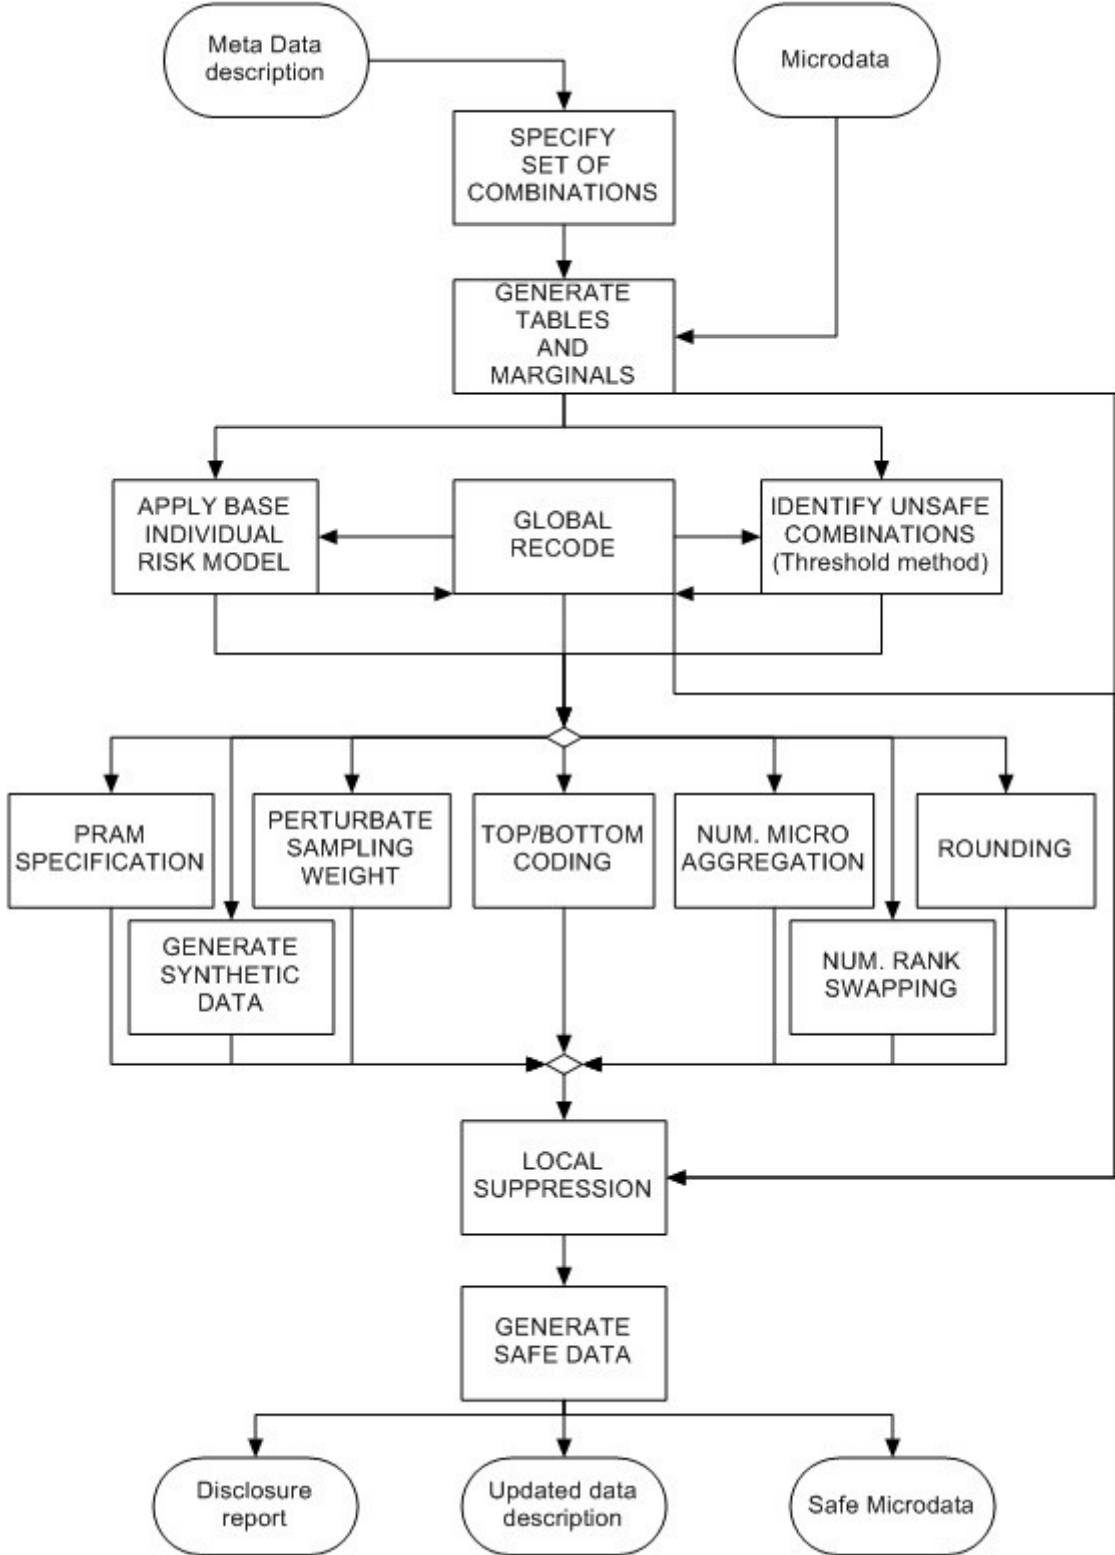 Meta Data
description
Microdata
SPECIFY
SET OF
COMBINATIONS
GENERATE
TABLES
AND
MARGINALS
APPLY BASE
INDIVIDUAL
RISK MODEL
GLOBAL
RECODE
IDENTIFY UNSAFE
COMBINATIONS
(Threshold method)
PRAM
SPECIFICATION
PERTURBATE
SAMPLING
WEIGHT
TOP/BOTTOM
CODING
NUM. MICRO
AGGREGATION
ROUNDING
GENERATE
SYNTHETIC
DATA
NUM. RANK
SWAPPING
LOCAL
SUPPRESSION
GENERATE
SAFE DATA
Disclosure
report
Updated data
description
Safe Microdata